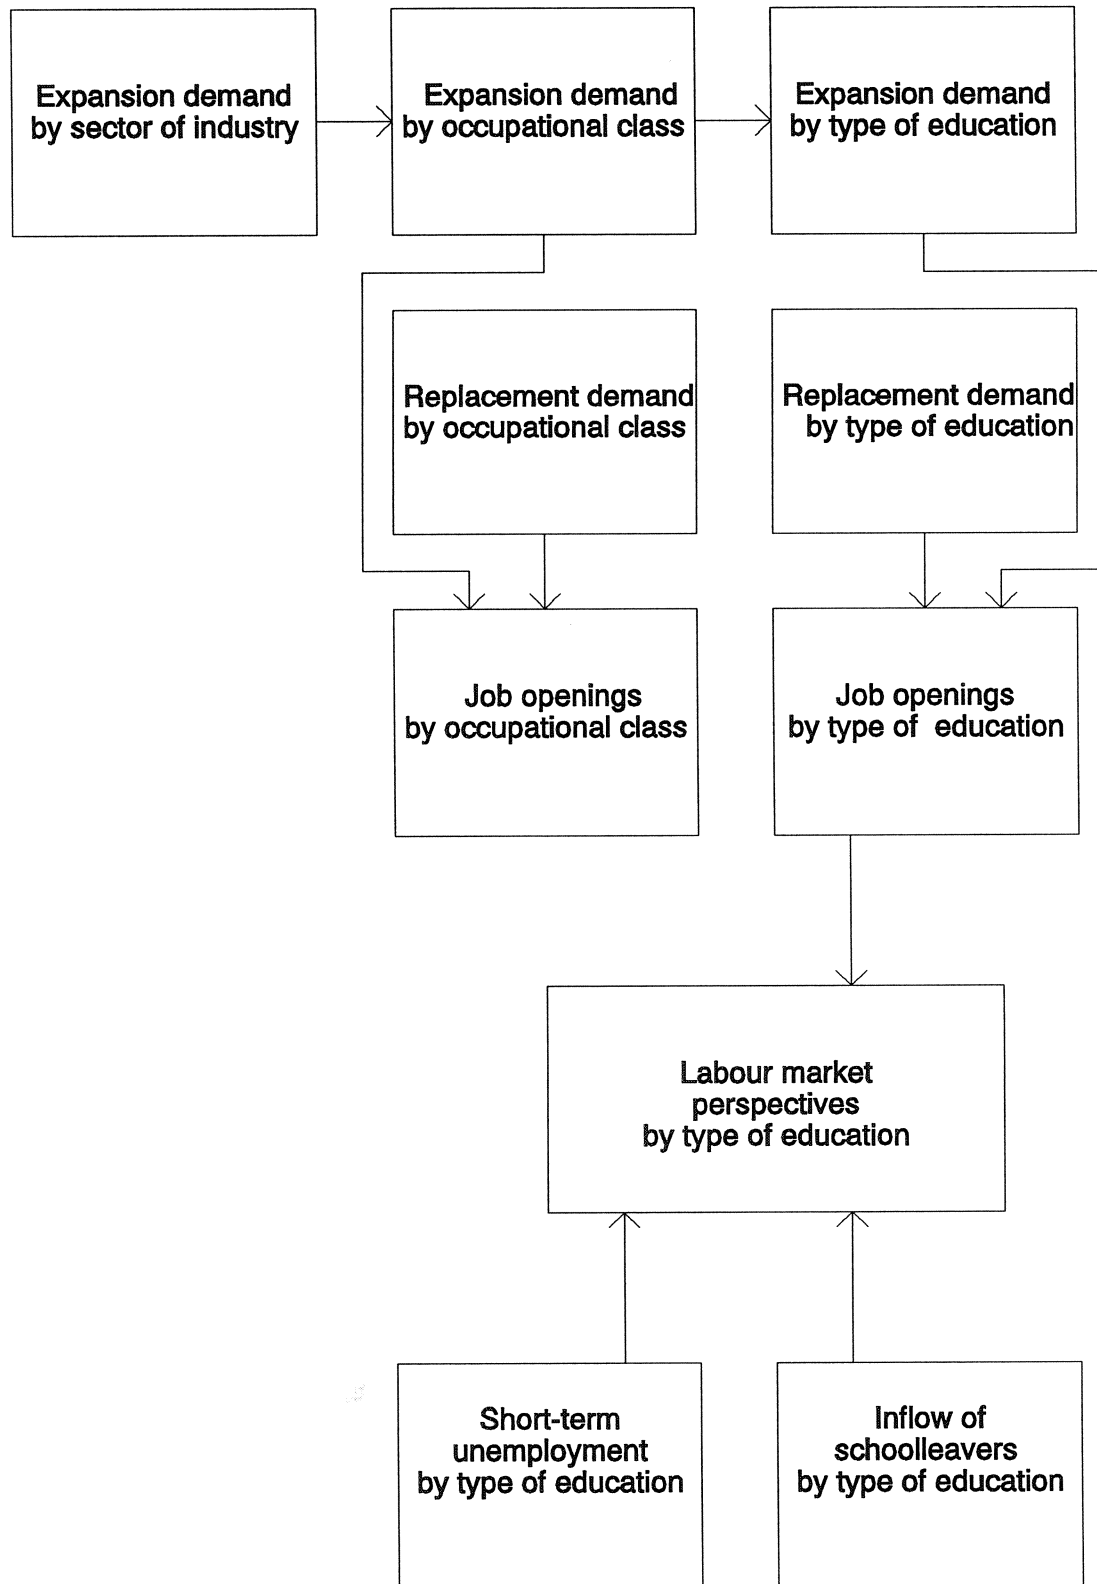 Expansion demand
by sector of industry
Expansion demand
by occupational class
Expansion demand
by type of education
Replacement demand
by occupational class
Replacement demand
by type of education
Job openings
by occupational class
Job openings
by type of  education
Labour market
perspectives
by type of education
Short-term
unemployment
by type of education
Inflow of
schoolleavers
by type of education